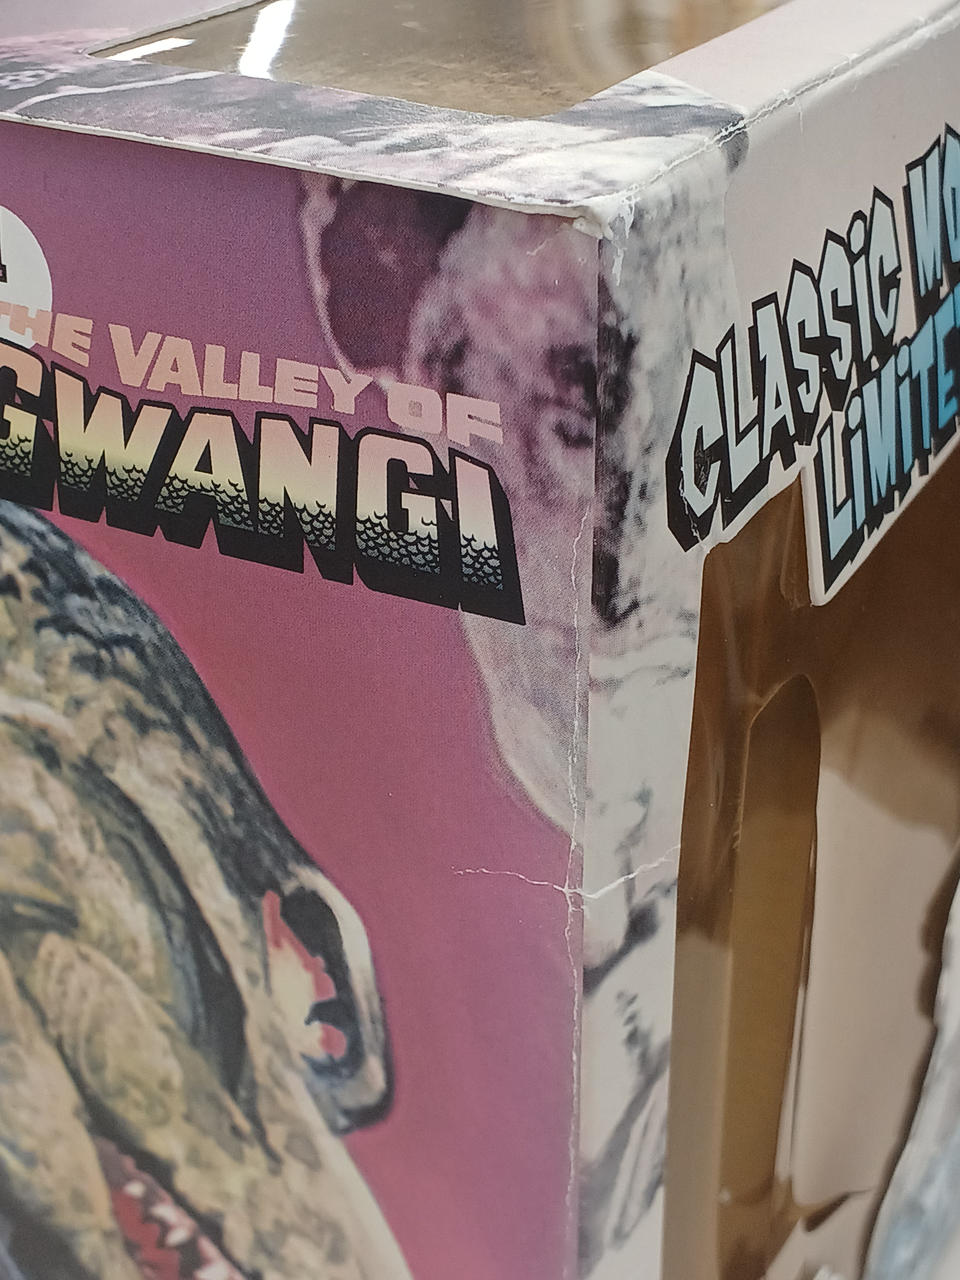 THE VALLEY OF
GWANGI
CLASSIC MO
LIMITE